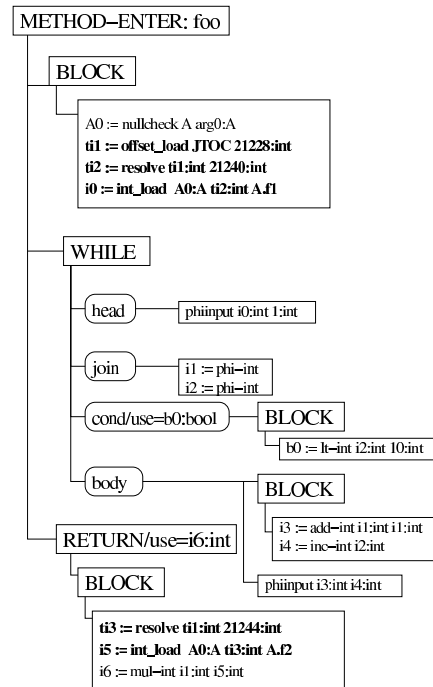 METHOD–ENTER: foo
BLOCK
A0 := nullcheck A arg0:A
ti1 := offset_load JTOC 21228:int
ti2 := resolve ti1:int 21240:int
i0 := int_load A0:A ti2:int A.f1
WHILE
head
phiinput i0:int 1:int
join
i1 := phi–int
i2 := phi–int
cond/use=b0:bool
BLOCK
b0 := lt–int i2:int 10:int
body
BLOCK
i3 := add–int i1:int i1:int
i4 := inc–int i2:int
RETURN/use=i6:int
phiinput i3:int i4:int
BLOCK
ti3 := resolve ti1:int 21244:int
i5 := int_load A0:A ti3:int A.f2
i6 := mul–int i1:int i5:int